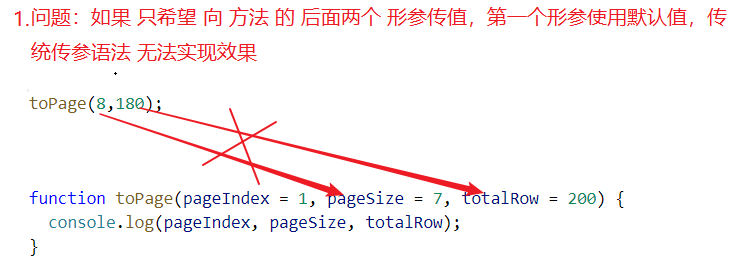 1.问题：如果 只希望 向 方法 的 后面两个 形参传值，第一个形参使用默认值，传
统传参语法 无法实现效果
toPage(8,180);
function toPage(pageIndex = 1, pageSize = 7, totalRow = 200) {
console.log(pageIndex, pageSize, totalRow);
}